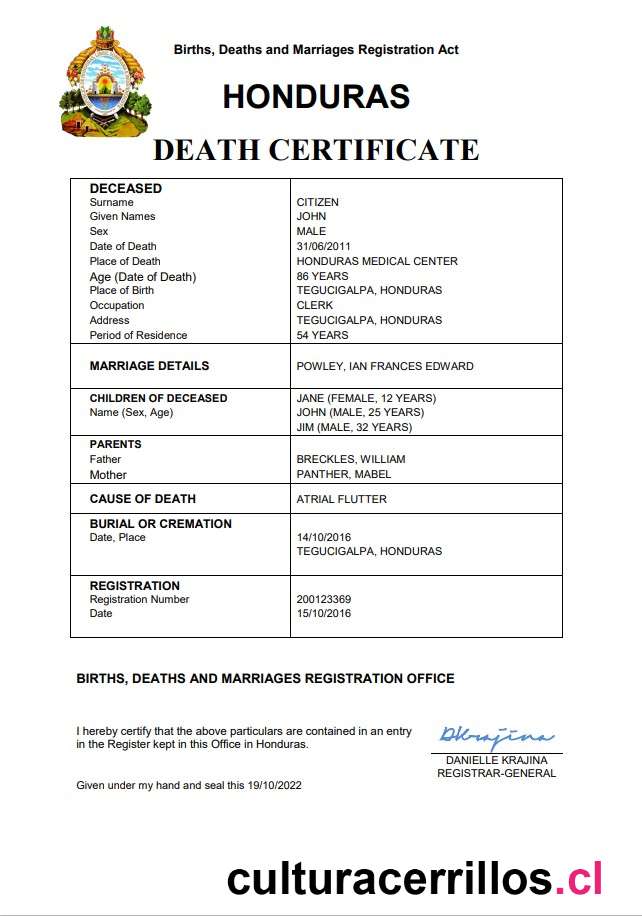 Births, Deaths and Marriages Registration Act
HONDURAS
DEATH CERTIFICATE
DECEASED
Surname CITIZEN
Given Names JOHN
Sex MALE
Date of Death 31/06/2011
Place of Death HONDURAS MEDICAL CENTER
Age (Date of Death) 86 YEARS
Place of Birth TEGUCIGALPA, HONDURAS
Occupation CLERK
Address TEGUCIGALPA, HONDURAS
Period of Residence 54 YEARS
MARRIAGE DETAILS POWLEY, IAN FRANCES EDWARD
CHILDREN OF DECEASED JANE (FEMALE, 12 YEARS)
Name (Sex, Age) JOHN (MALE, 25 YEARS)
JIM (MALE, 32 YEARS)
PARENTS
Father BRECKLES, WILLIAM
Mother PANTHER, MABEL
CAUSE OF DEATH ATRIAL FLUTTER
BURIAL OR CREMATION
Date, Place 14/10/2016
TEGUCIGALPA, HONDURAS
REGISTRATION
Registration Number 200123369
Date 15/10/2016
BIRTHS, DEATHS AND MARRIAGES REGISTRATION OFFICE
I hereby certify that the above particulars are contained in an entry
in the Register kept in this Office in Honduras.
DKrajina
DANIELLE KRAJINA
REGISTRAR-GENERAL
Given under my hand and seal this 19/10/2022
culturacerrillos.cl